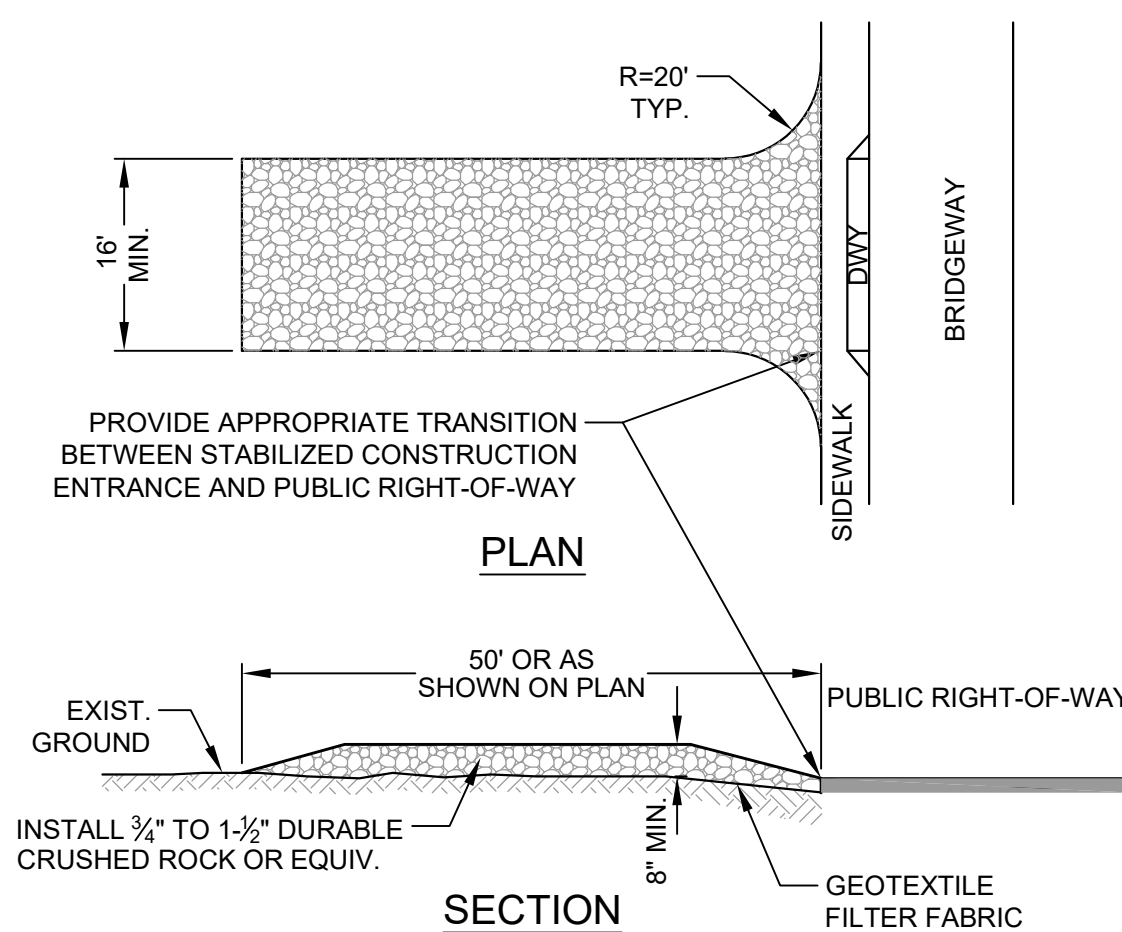 R=20'
TYP.
16'
MIN.
DWY
BRIDGEWAY
SIDEWALK
PROVIDE APPROPRIATE TRANSITION
BETWEEN STABILIZED CONSTRUCTION
ENTRANCE AND PUBLIC RIGHT-OF-WAY
PLAN
50' OR AS
SHOWN ON PLAN
PUBLIC RIGHT-OF-WAY
EXIST.
GROUND
INSTALL ¾" TO 1-½" DURABLE
CRUSHED ROCK OR EQUIV.
8" MIN.
GEOTEXTILE
FILTER FABRIC
SECTION